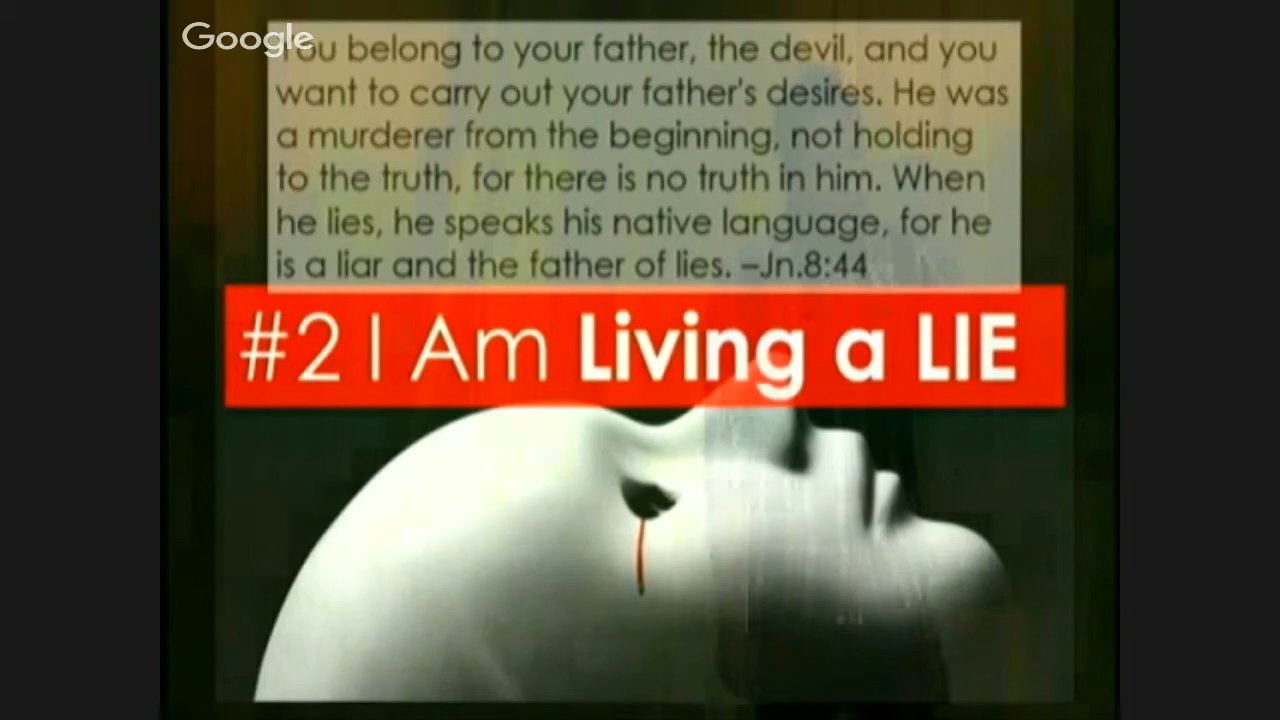 Google
You belong to your father, the devil, and you
want to carry out your father's desires. He was
a murderer from the beginning, not holding
to the truth, for there is no truth in him. When
he lies, he speaks his native language, for he
is a liar and the father of lies. –Jn.8:44
#2 I Am Living a LIE